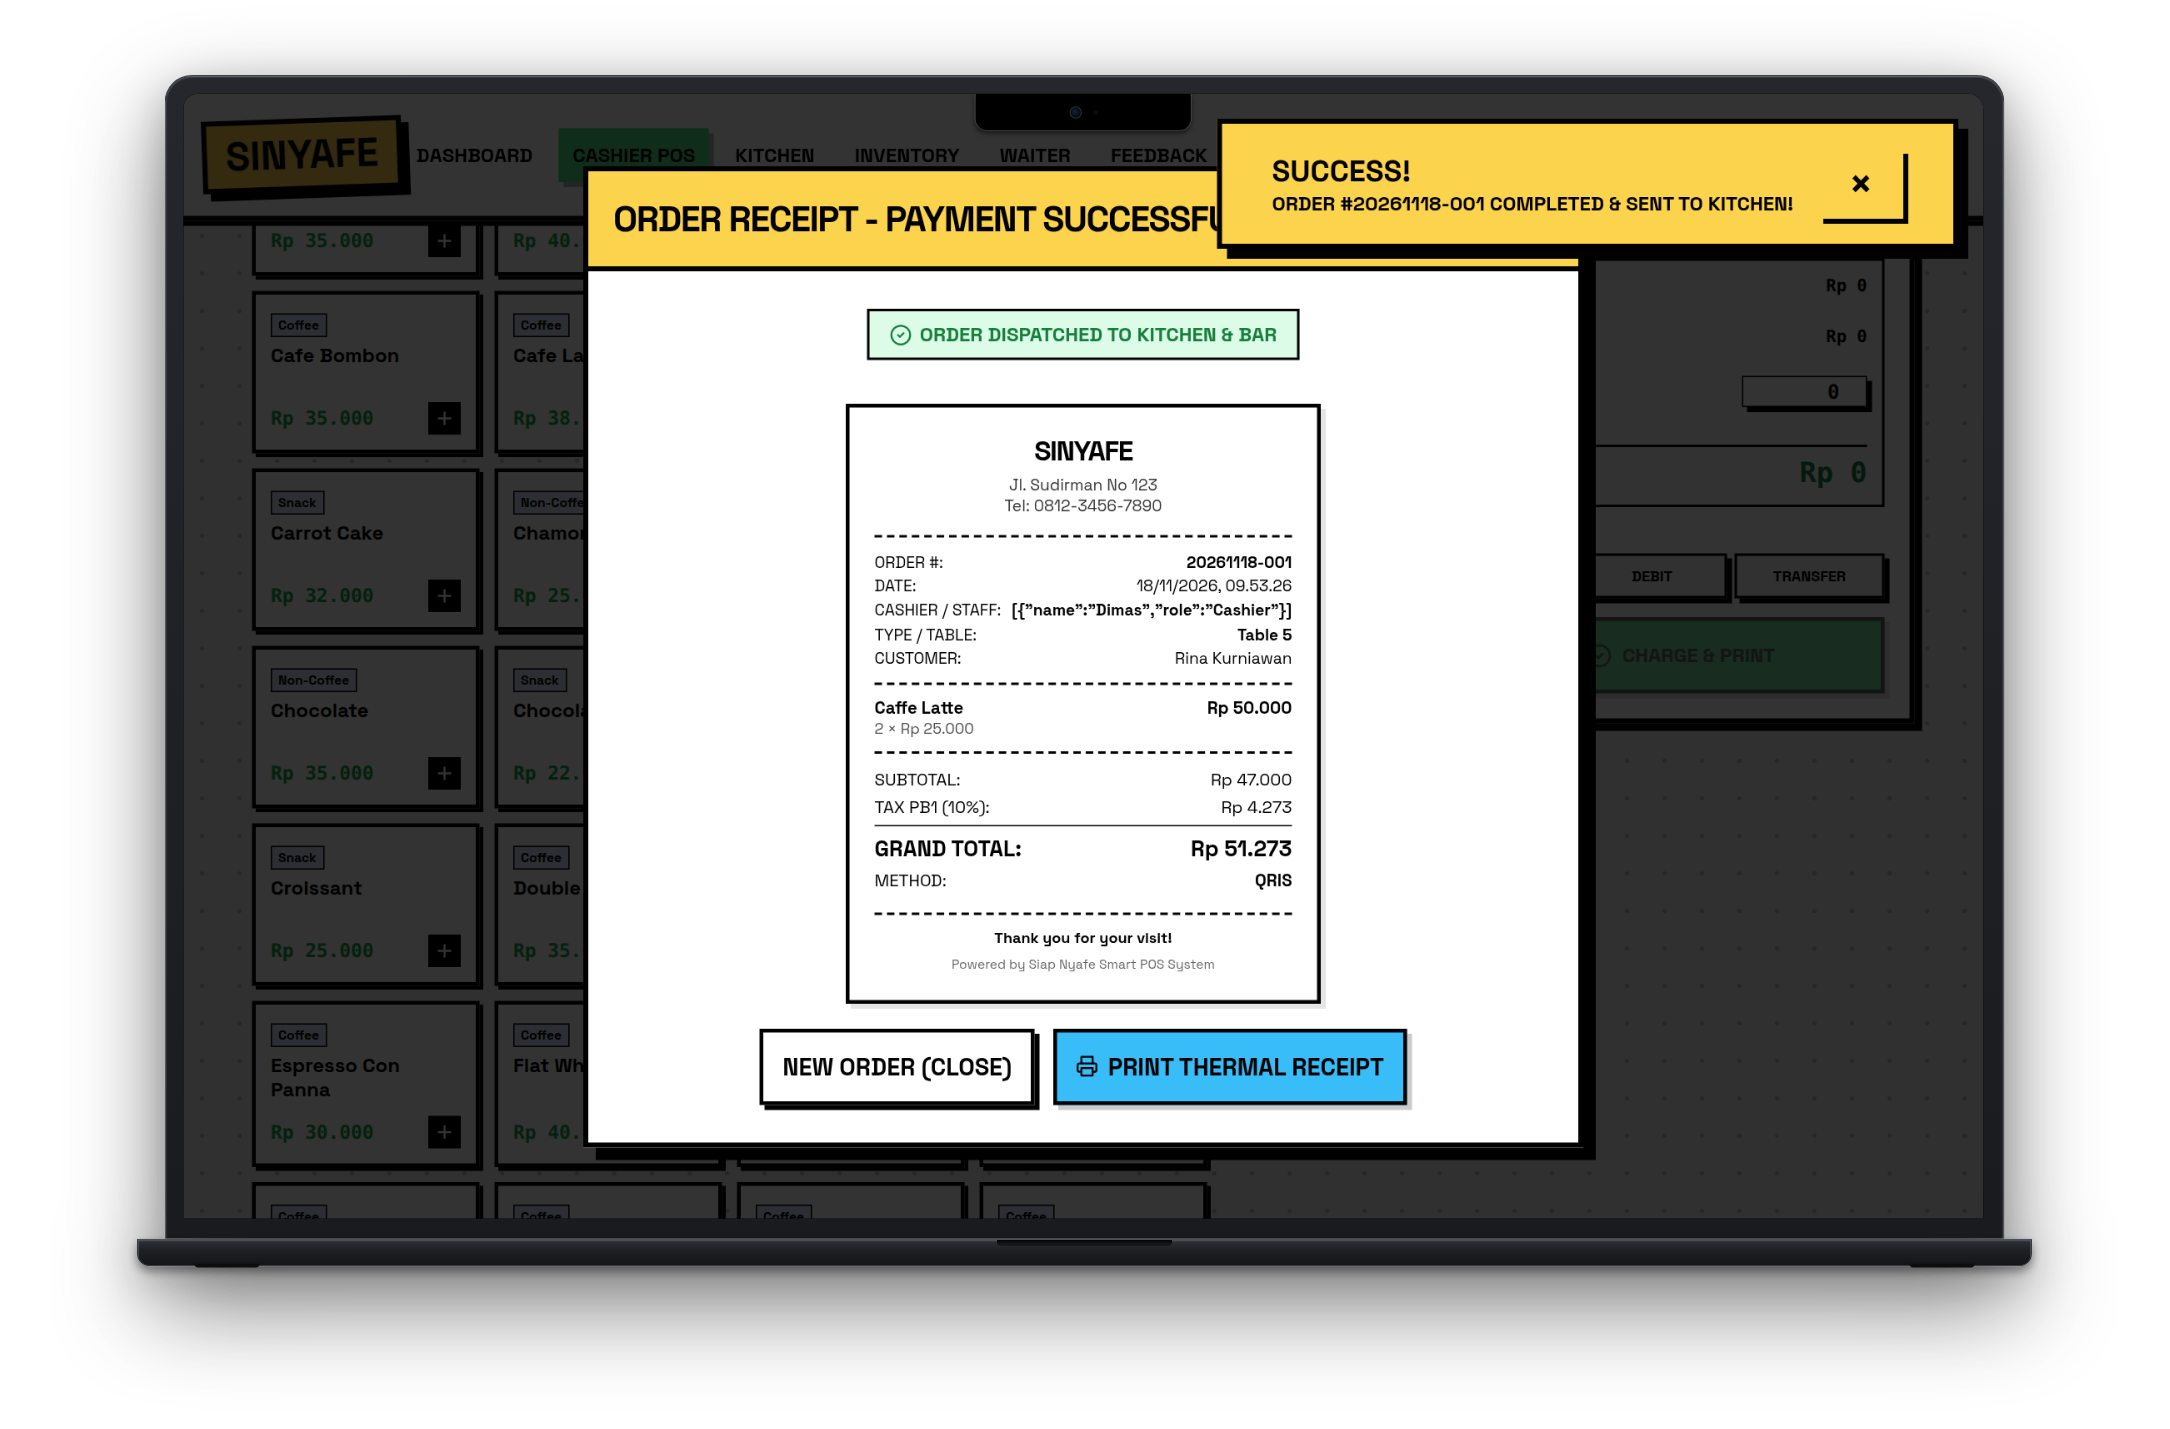 SINYAFE
DASHBOARD
CASHIER POS
KITCHEN
INVENTORY
WAITER
FEEDBACK
SUCCESS!
ORDER #20261118-001 COMPLETED & SENT TO KITCHEN!
×
ORDER RECEIPT - PAYMENT SUCCESSFU
ORDER DISPATCHED TO KITCHEN & BAR
SINYAFE
Jl. Sudirman No 123
Tel: 0812-3456-7890
ORDER #: 20261118-001
DATE: 18/11/2026, 09.53.26
CASHIER / STAFF: [{"name":"Dimas","role":"Cashier"}]
TYPE / TABLE: Table 5
CUSTOMER: Rina Kurniawan
Caffe Latte Rp 50.000
2 × Rp 25.000
SUBTOTAL: Rp 47.000
TAX PB1 (10%): Rp 4.273
GRAND TOTAL: Rp 51.273
METHOD: QRIS
Thank you for your visit!
Powered by Siap Nyafe Smart POS System
NEW ORDER (CLOSE)
PRINT THERMAL RECEIPT
Rp 35.000 +
Rp 40.
Coffee
Cafe Bombon
Rp 35.000 +
Coffee
Cafe La
Rp 38.
Snack
Carrot Cake
Rp 32.000 +
Non-Coffe
Chamo
Rp 25.
Non-Coffee
Chocolate
Rp 35.000 +
Snack
Chocol
Rp 22.
Snack
Croissant
Rp 25.000 +
Coffee
Double
Rp 35.
Coffee
Espresso Con
Panna
Rp 30.000 +
Coffee
Flat Wh
Rp 40.
Coffee
Coffee
Coffee
Coffee
Rp 0
Rp 0
0
Rp 0
DEBIT
TRANSFER
CHARGE & PRINT